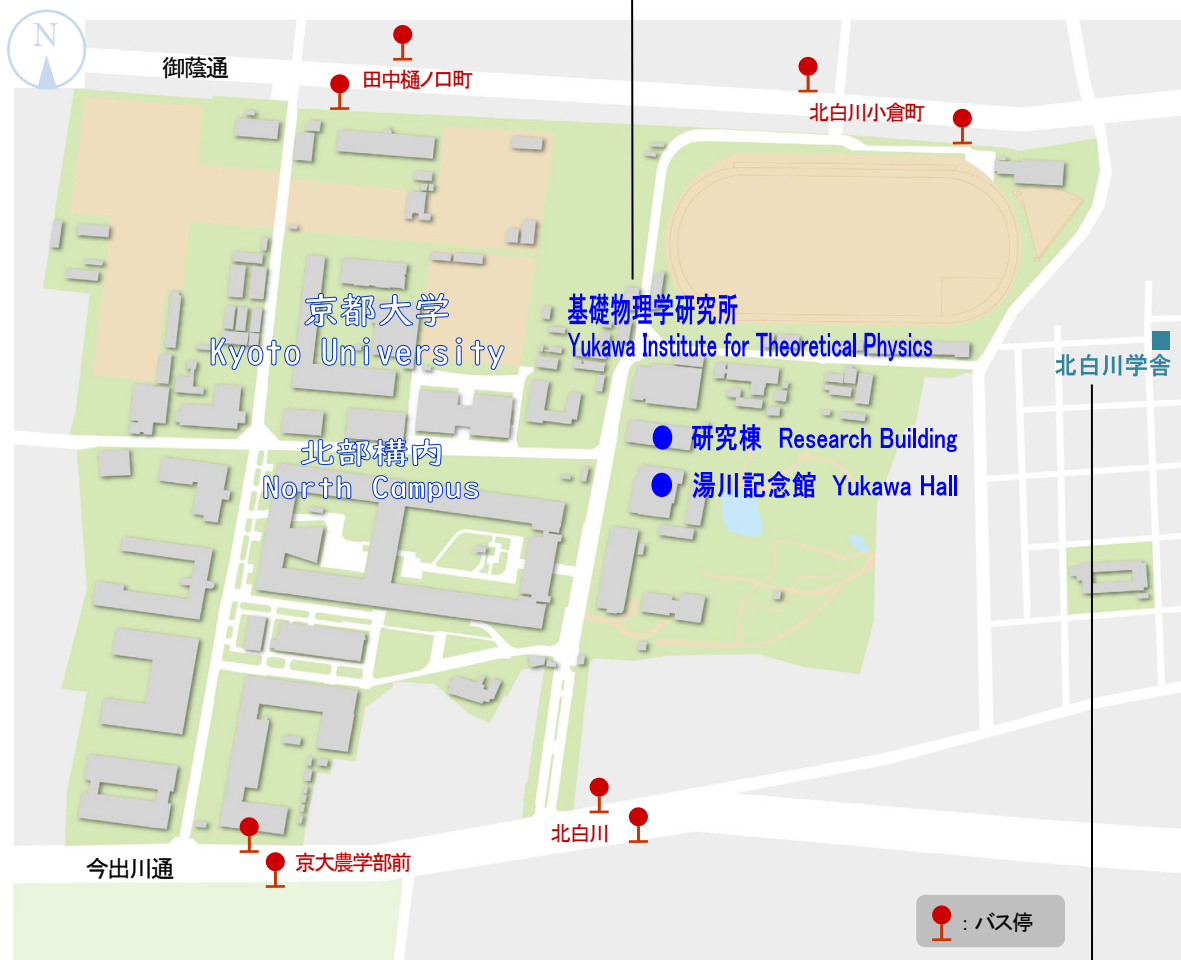 N
御蔭通
田中樋ノ口町
北白川小倉町
京都大学
Kyoto University
基礎物理学研究所
Yukawa Institute for Theoretical Physics
北白川学舎
北部構内
North Campus
研究棟 Research Building
湯川記念館 Yukawa Hall
北白川
今出川通
京大農学部前
: バス停